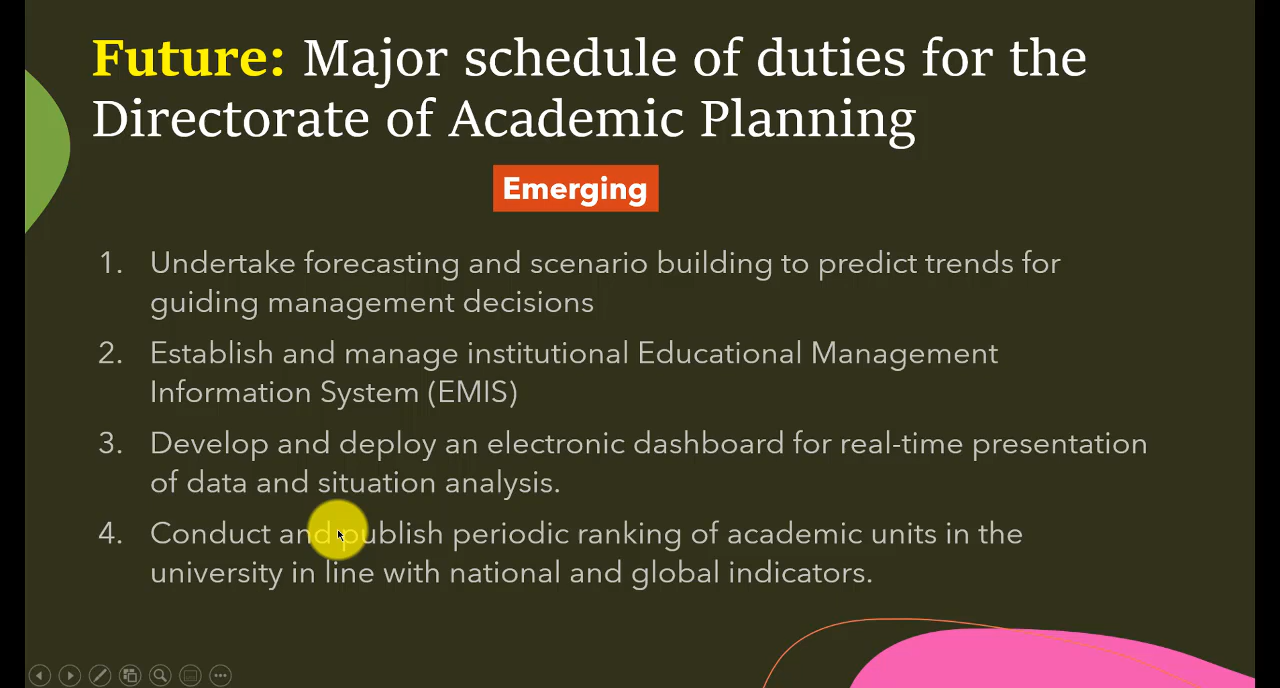 Future: Major schedule of duties for the
Directorate of Academic Planning
Emerging
1. Undertake forecasting and scenario building to predict trends for
guiding management decisions
2. Establish and manage institutional Educational Management
Information System (EMIS)
3. Develop and deploy an electronic dashboard for real-time presentation
of data and situation analysis.
4. Conduct and publish periodic ranking of academic units in the
university in line with national and global indicators.